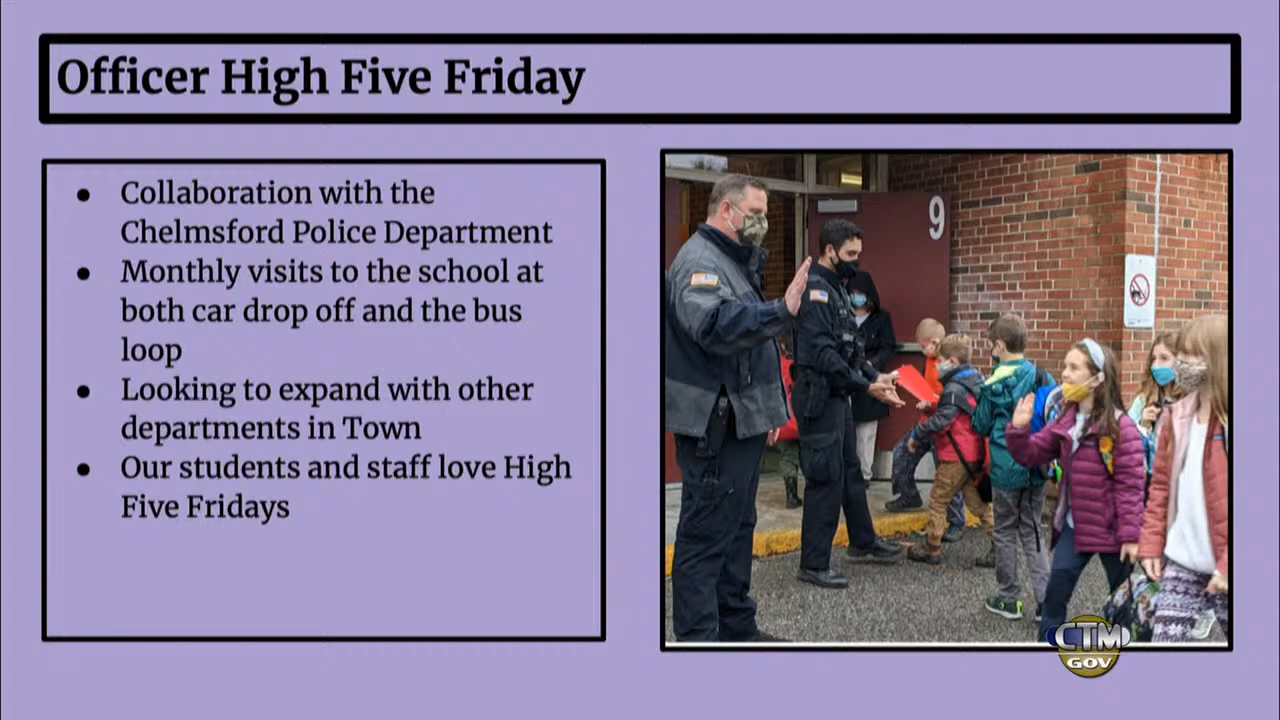 Officer High Five Friday
● Collaboration with the
Chelmsford Police Department
● Monthly visits to the school at
both car drop off and the bus
loop
● Looking to expand with other
departments in Town
● Our students and staff love High
Five Fridays
9
CTM
GOV